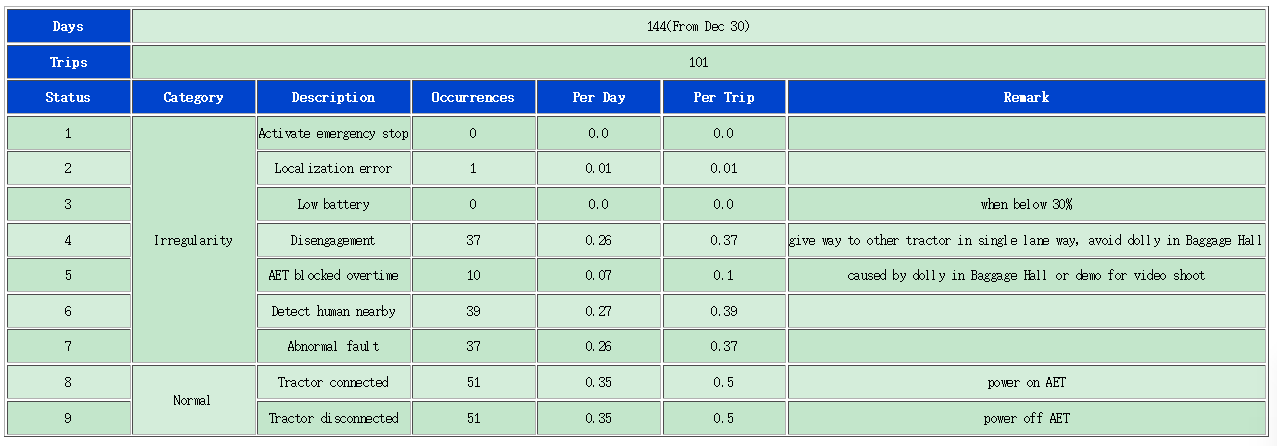 Days 144(From Dec 30)
Trips 101
Status Category Description Occurrences Per Day Per Trip Remark
1 Activate emergency stop 0 0.0 0.0
2 Localization error 1 0.01 0.01
3 Low battery 0 0.0 0.0 when below 30%
4 Irregularity Disengagement 37 0.26 0.37 give way to other tractor in single lane way, avoid dolly in Baggage Hall
5 AET blocked overtime 10 0.07 0.1 caused by dolly in Baggage Hall or demo for video shoot
6 Detect human nearby 39 0.27 0.39
7 Abnormal fault 37 0.26 0.37
8 Normal Tractor connected 51 0.35 0.5 power on AET
9 Tractor disconnected 51 0.35 0.5 power off AET